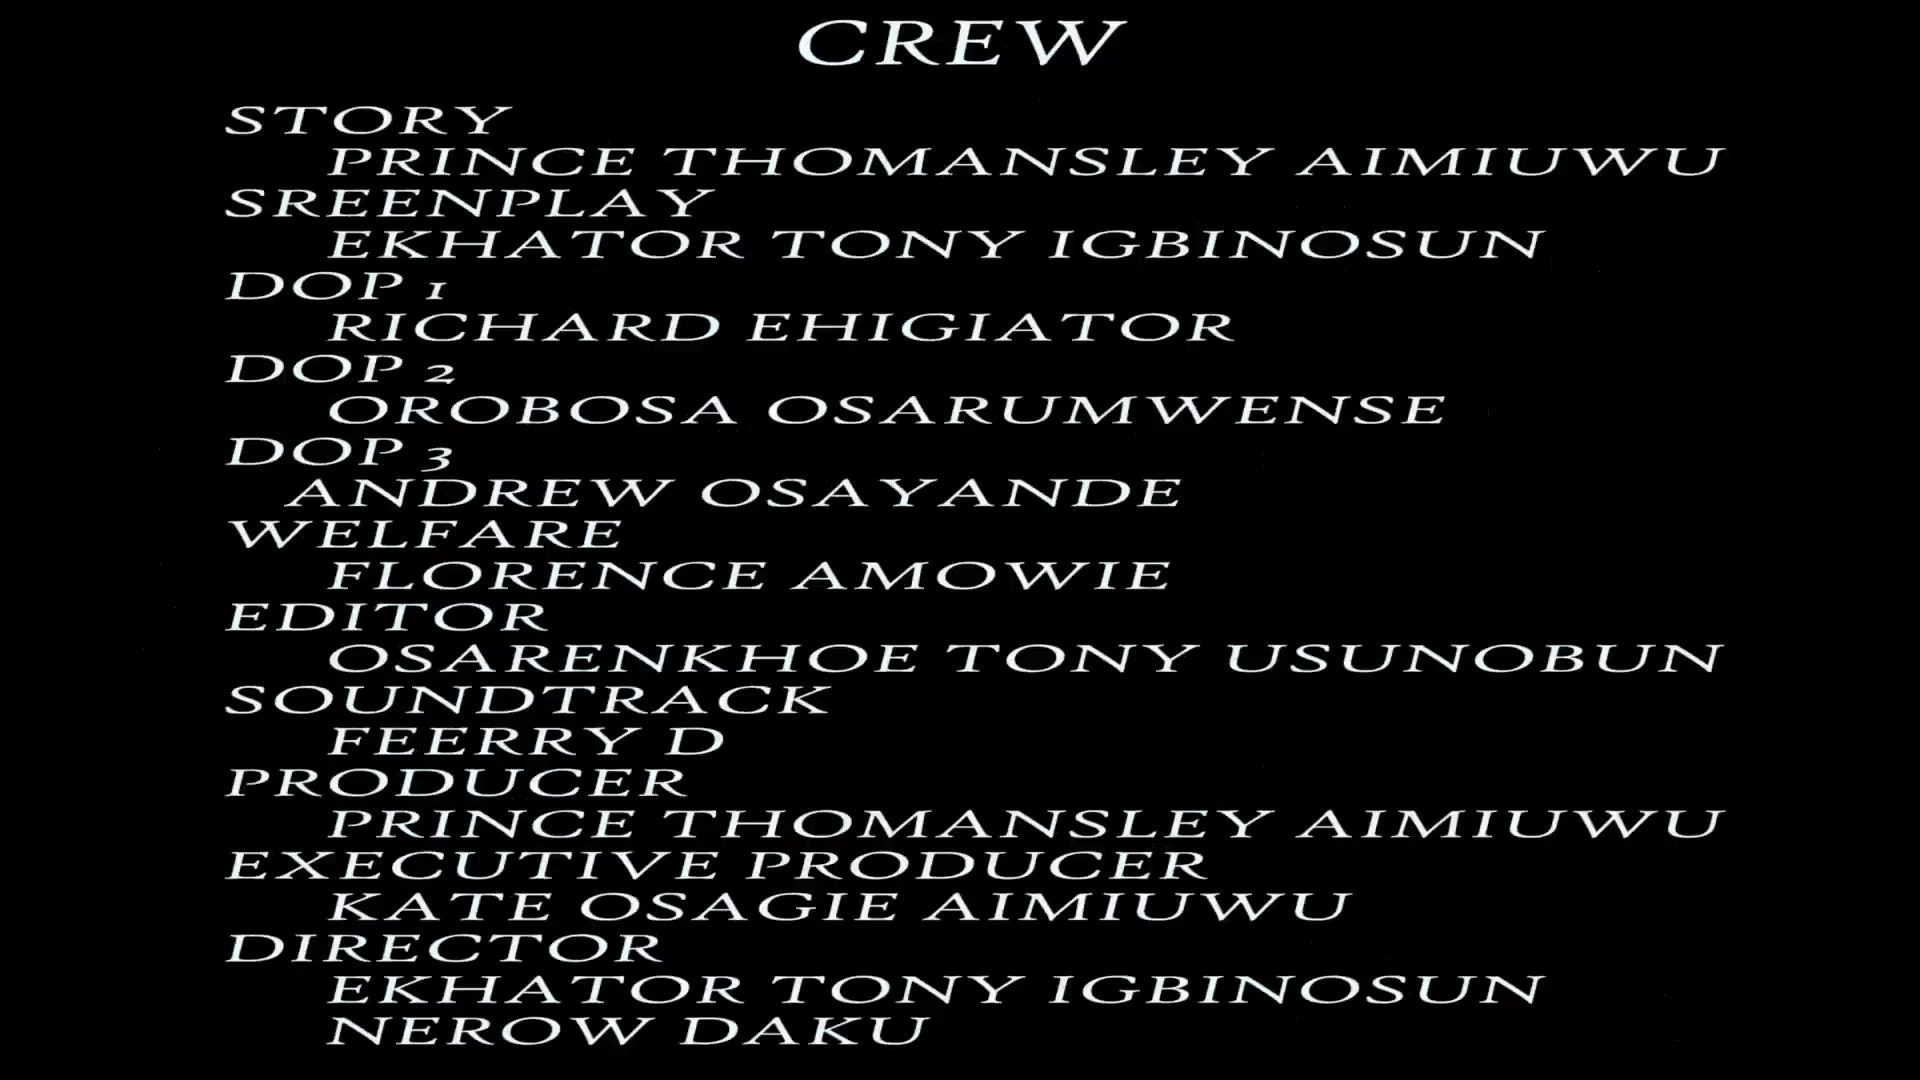 CREW
STORY
PRINCE THOMANSLEY AIMIUWU
SREENPLAY
EKHATOR TONY IGBINOSUN
DOP 1
RICHARD EHIGIATOR
DOP 2
OROBOSA OSARUMWENSE
DOP 3
ANDREW OSAYANDE
WELFARE
FLORENCE AMOWIE
EDITOR
OSARENKHOE TONY USUNOBUN
SOUNDTRACK
FEERRY D
PRODUCER
PRINCE THOMANSLEY AIMIUWU
EXECUTIVE PRODUCER
KATE OSAGIE AIMIUWU
DIRECTOR
EKHATOR TONY IGBINOSUN
NEROW DAKU